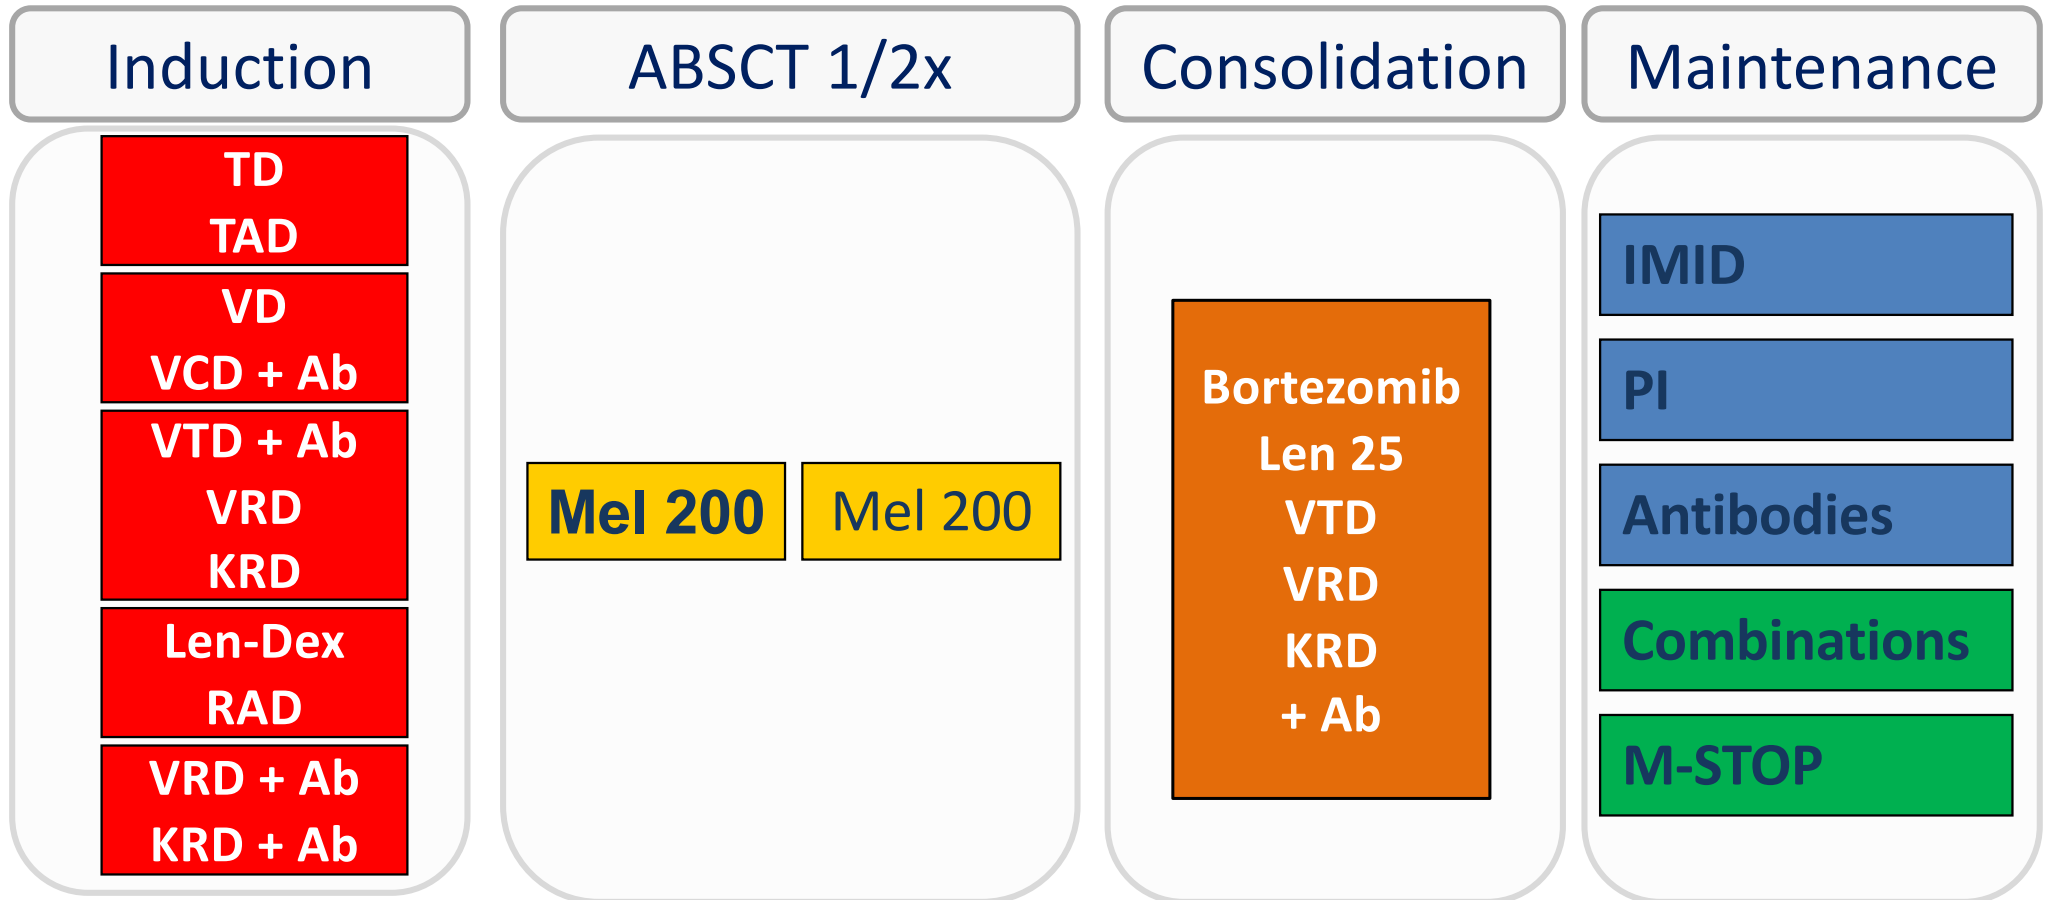 Induction
TD
TAD
VD
VCD + Ab
VTD + Ab
VRD
KRD
Len-Dex
RAD
VRD + Ab
KRD + Ab
ABSCT 1/2x
Mel 200 Mel 200
Consolidation
Bortezomib
Len 25
VTD
VRD
KRD
+ Ab
Maintenance
IMID
PI
Antibodies
Combinations
M-STOP